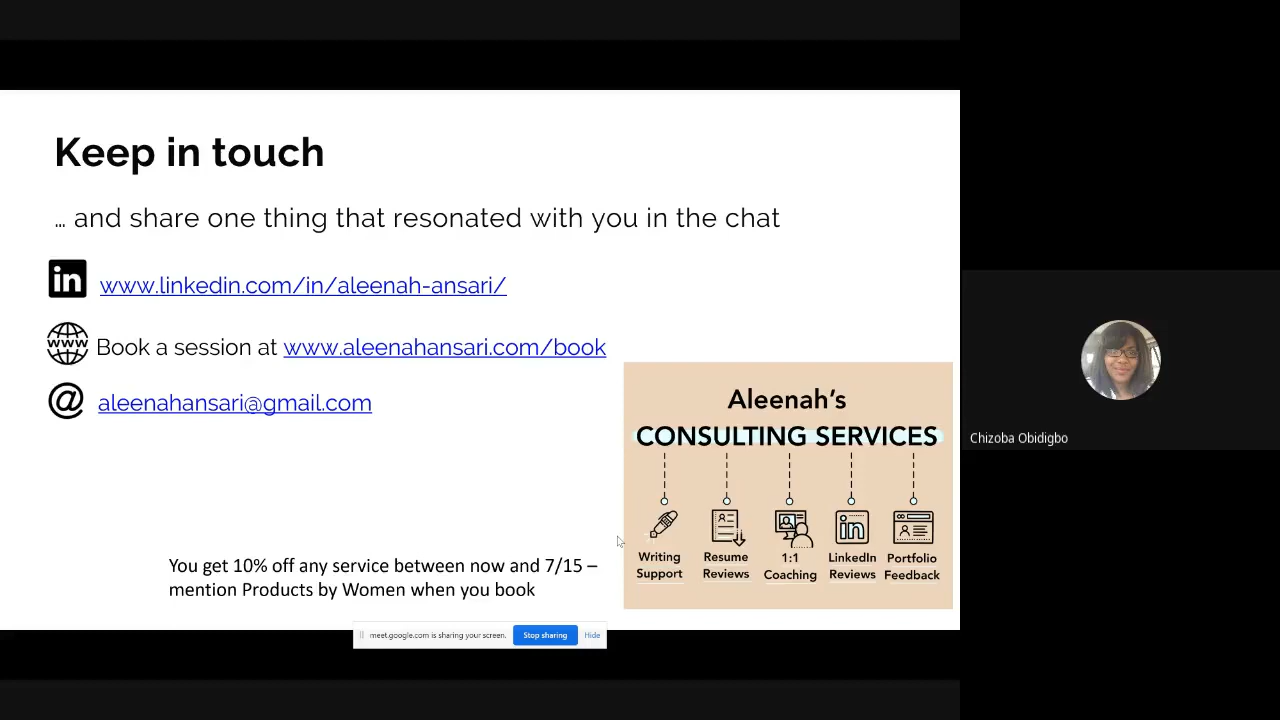 Keep in touch
… and share one thing that resonated with you in the chat
in www.linkedin.com/in/aleenah-ansari/
www Book a session at www.aleenahansari.com/book
@ aleenahansari@gmail.com
Aleenah's
CONSULTING SERVICES
Writing Support
Resume Reviews
1:1 Coaching
in
LinkedIn Reviews
Portfolio Feedback
You get 10% off any service between now and 7/15 –
mention Products by Women when you book
meet.google.com is sharing your screen. Stop sharing Hide
Chizoba Obidigbo